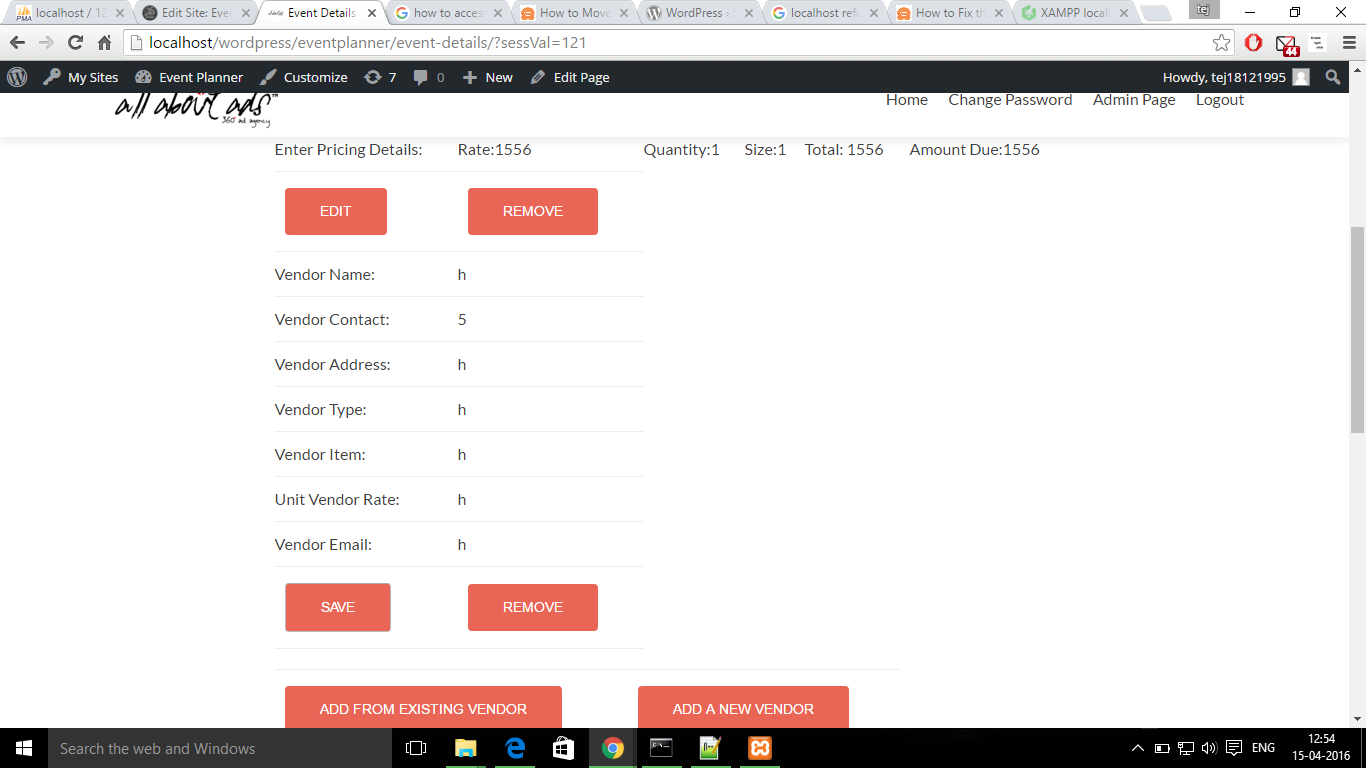 tej
localhost / 12
Edit Site: Ever
Event Details
how to acces
How to Move
WordPress ›
localhost refu
How to Fix th
XAMPP locall
localhost/wordpress/eventplanner/event-details/?sessVal=121
44
My Sites Event Planner Customize 7 0 New Edit Page Howdy, tej18121995
all about ads™
360° ad agency
Home Change Password Admin Page Logout
Enter Pricing Details: Rate:1556 Quantity:1 Size:1 Total: 1556 Amount Due:1556
EDIT REMOVE
Vendor Name: h
Vendor Contact: 5
Vendor Address: h
Vendor Type: h
Vendor Item: h
Unit Vendor Rate: h
Vendor Email: h
SAVE REMOVE
ADD FROM EXISTING VENDOR ADD A NEW VENDOR
Search the web and Windows
ENG
12:54
15-04-2016